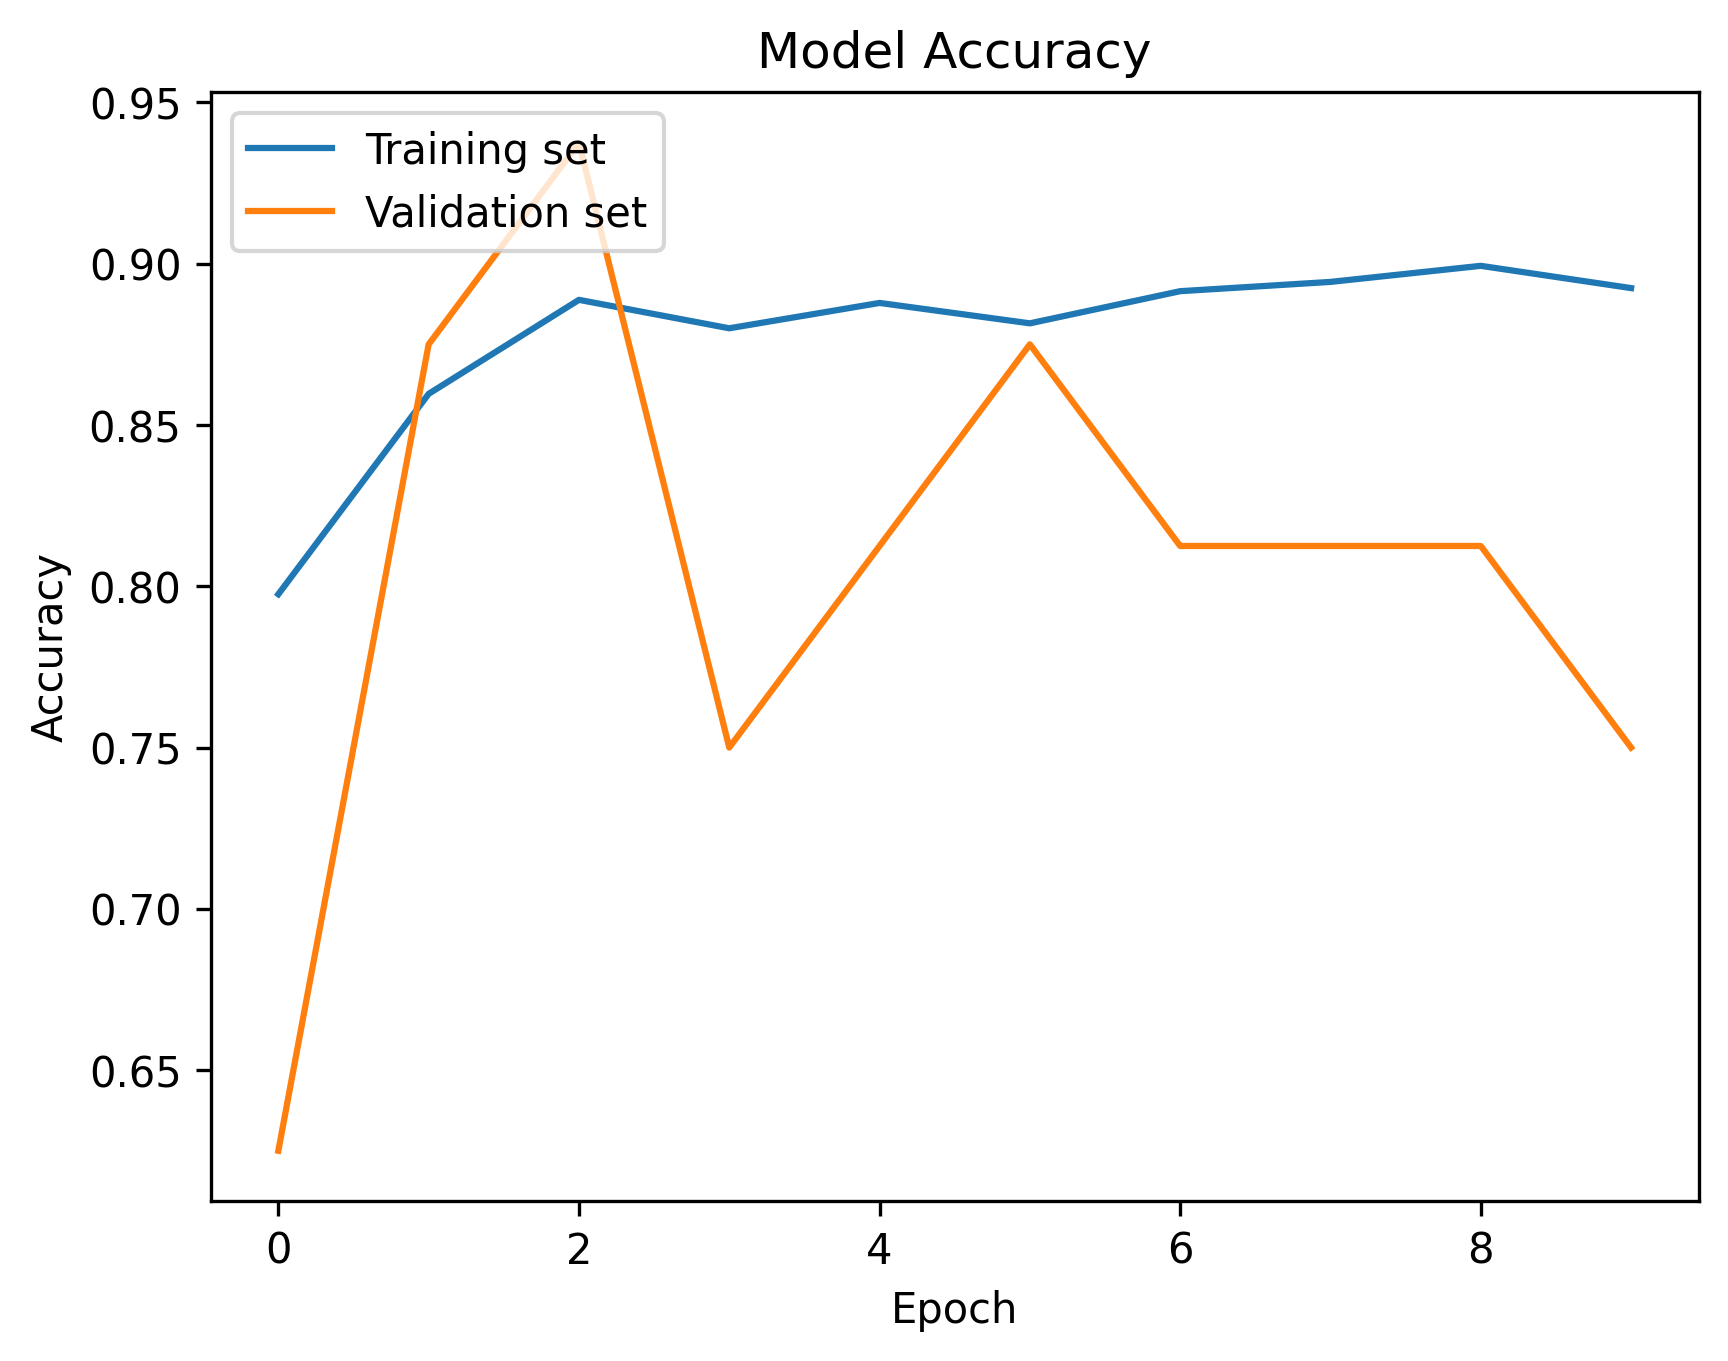 Model Accuracy
Training set
Validation set
0.95
0.90
0.85
0.80
0.75
0.70
0.65
Accuracy
0 2 4 6 8
Epoch